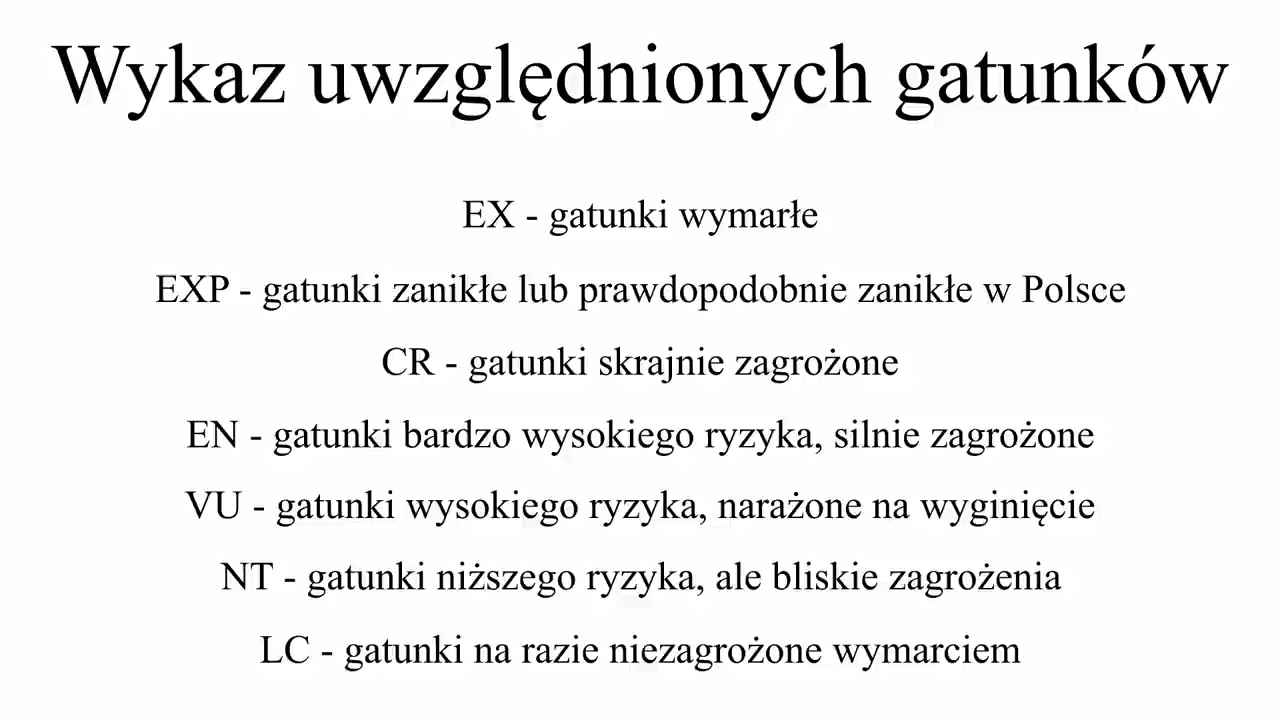 Wykaz uwzględnionych gatunków
EX - gatunki wymarłe
EXP - gatunki zanikłe lub prawdopodobnie zanikłe w Polsce
CR - gatunki skrajnie zagrożone
EN - gatunki bardzo wysokiego ryzyka, silnie zagrożone
VU - gatunki wysokiego ryzyka, narażone na wyginięcie
NT - gatunki niższego ryzyka, ale bliskie zagrożenia
LC - gatunki na razie niezagrożone wymarciem